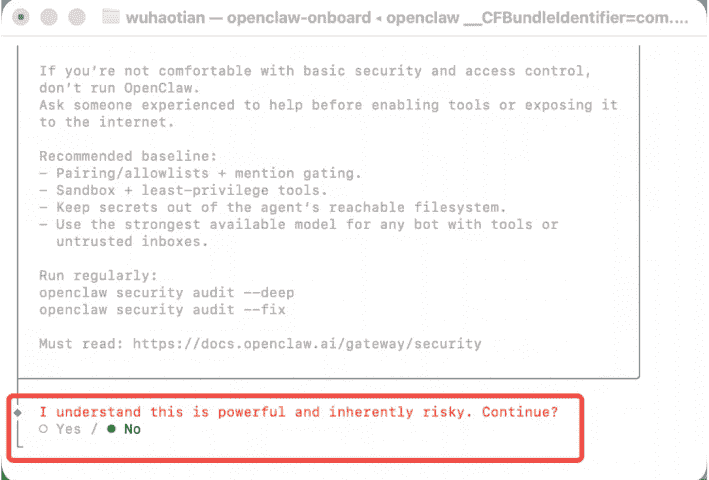 wuhaotian — openclaw-onboard ◂ openclaw __CFBundleIdentifier=com....
If you're not comfortable with basic security and access control,
don't run OpenClaw.
Ask someone experienced to help before enabling tools or exposing it
to the internet.
Recommended baseline:
- Pairing/allowlists + mention gating.
- Sandbox + least-privilege tools.
- Keep secrets out of the agent's reachable filesystem.
- Use the strongest available model for any bot with tools or
untrusted inboxes.
Run regularly:
openclaw security audit --deep
openclaw security audit --fix
Must read: https://docs.openclaw.ai/gateway/security
I understand this is powerful and inherently risky. Continue?
○ Yes / ● No